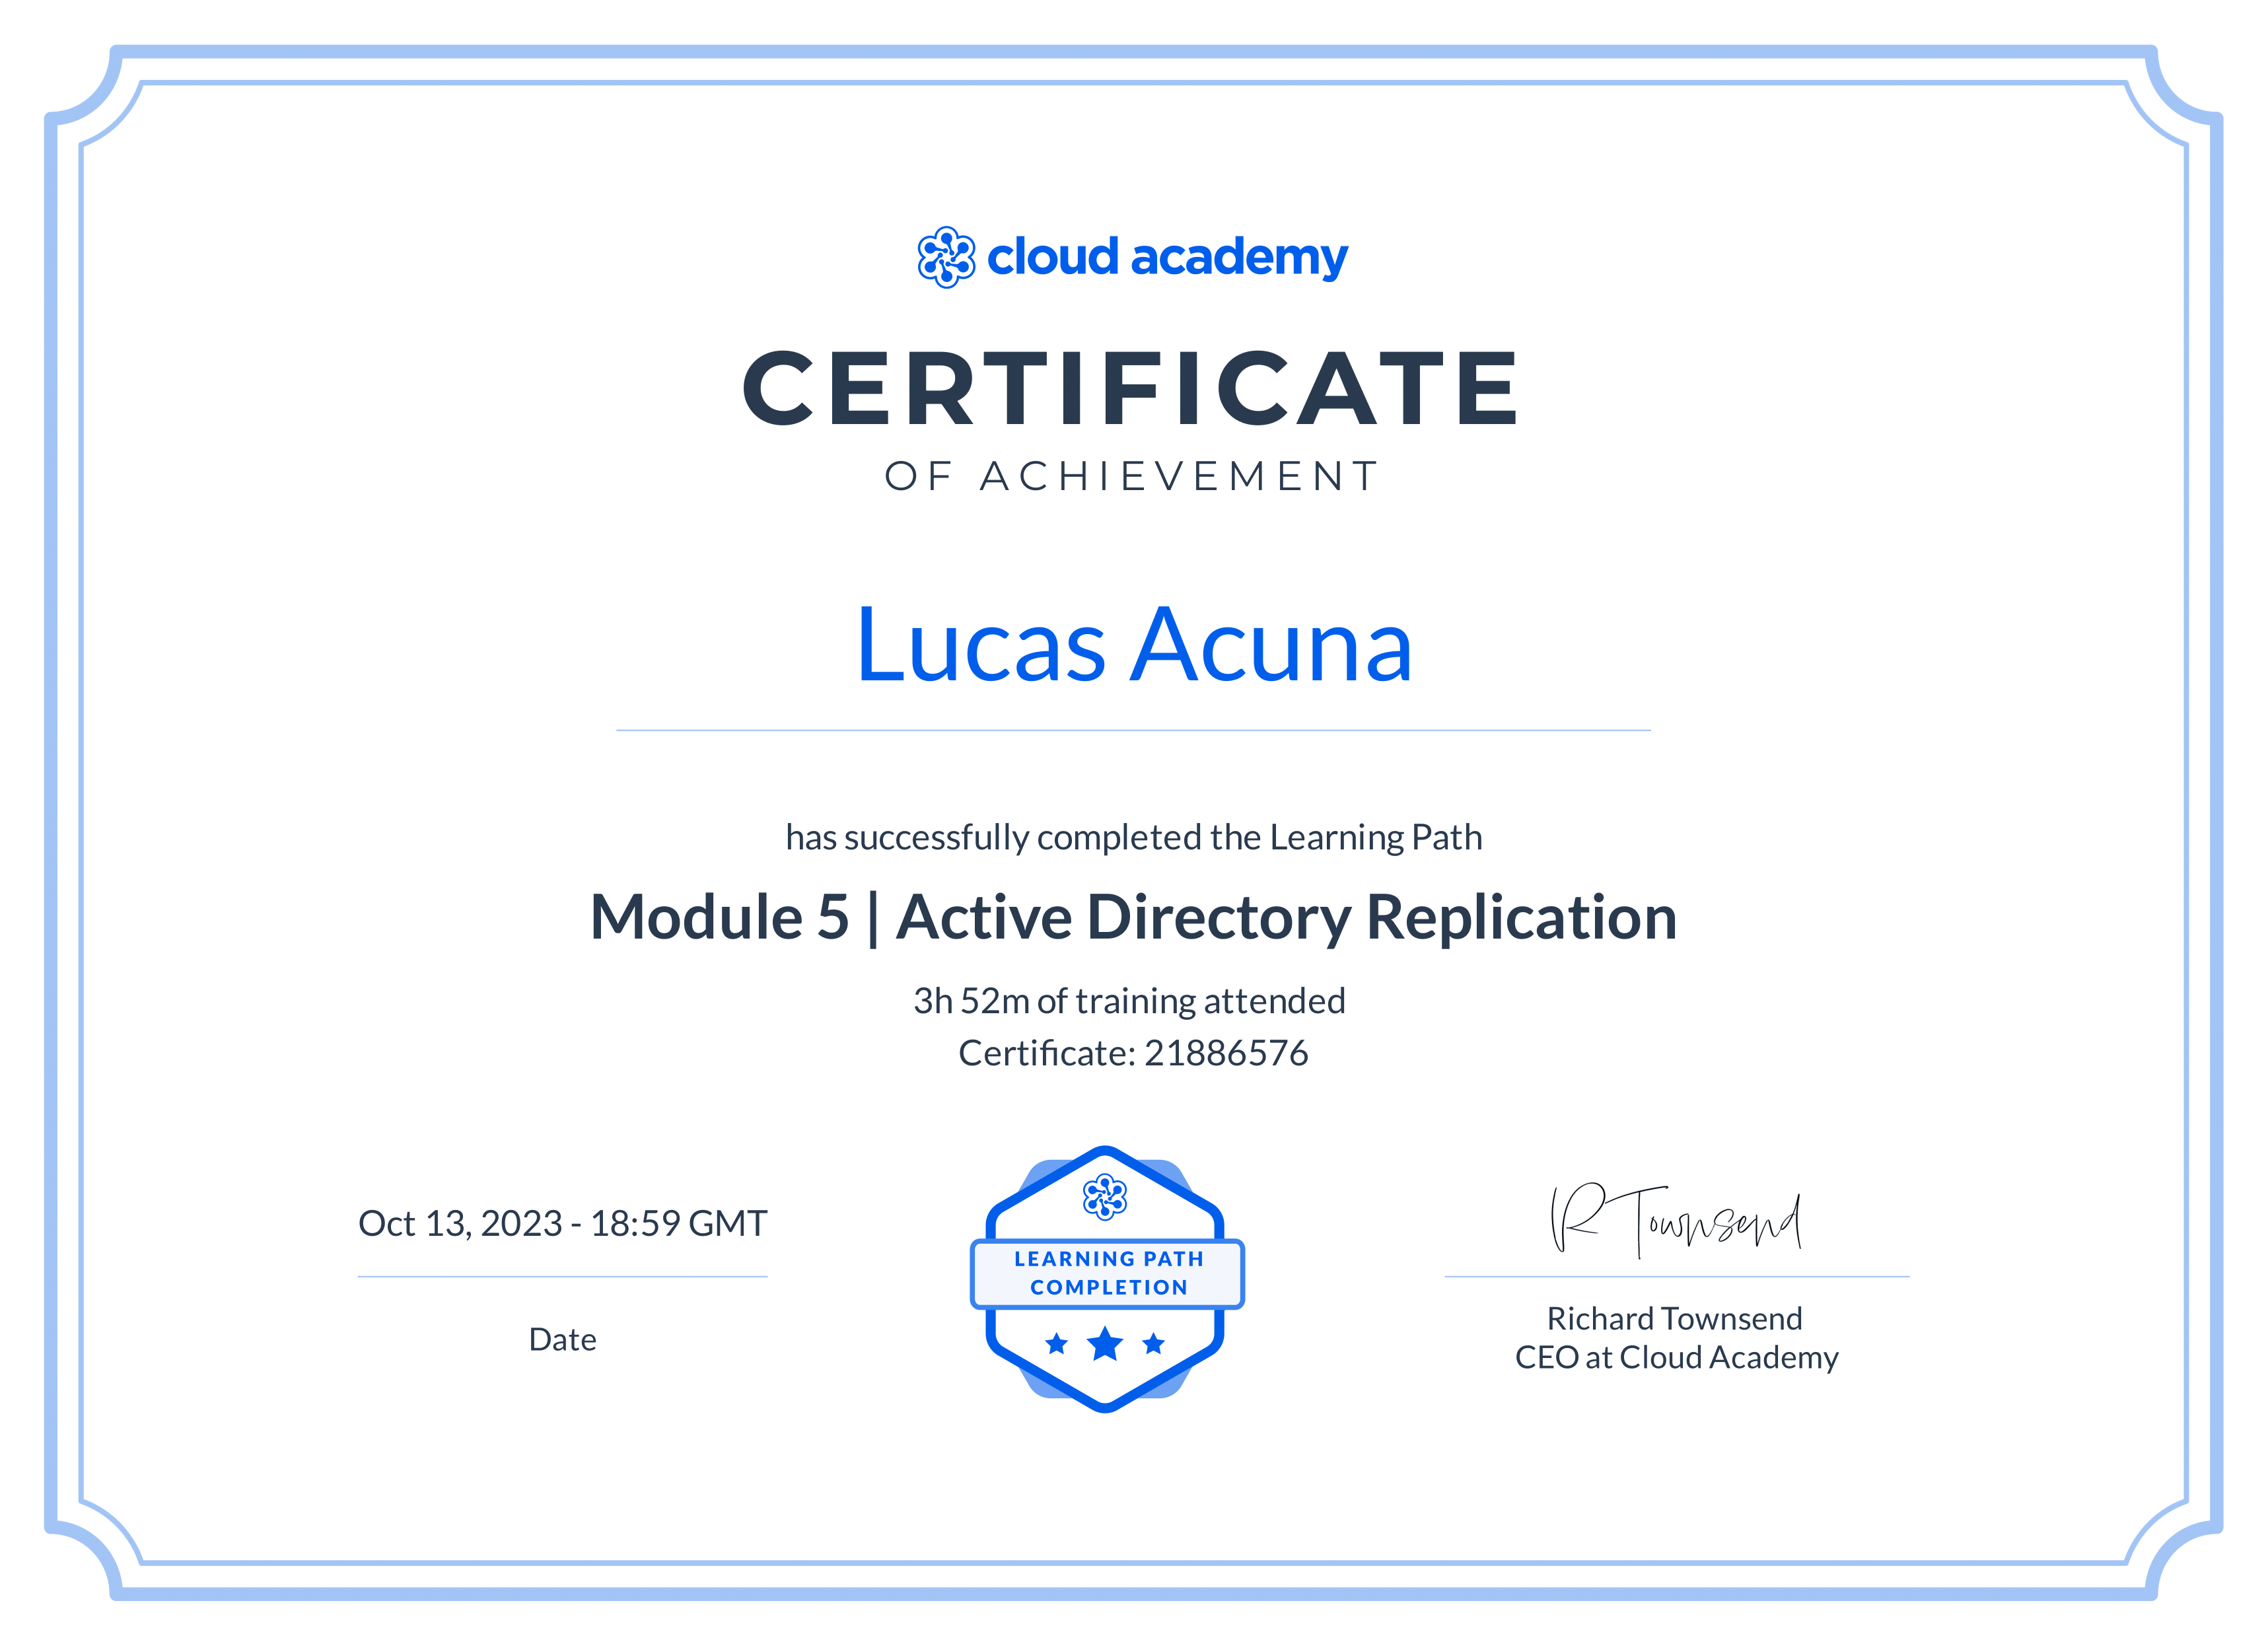 cloud academy
CERTIFICATE
OF ACHIEVEMENT
Lucas Acuna
has successfully completed the Learning Path
Module 5 | Active Directory Replication
3h 52m of training attended
Certificate: 21886576
Oct 13, 2023 - 18:59 GMT
Date
LEARNING PATH
COMPLETION
R Townsend
Richard Townsend
CEO at Cloud Academy